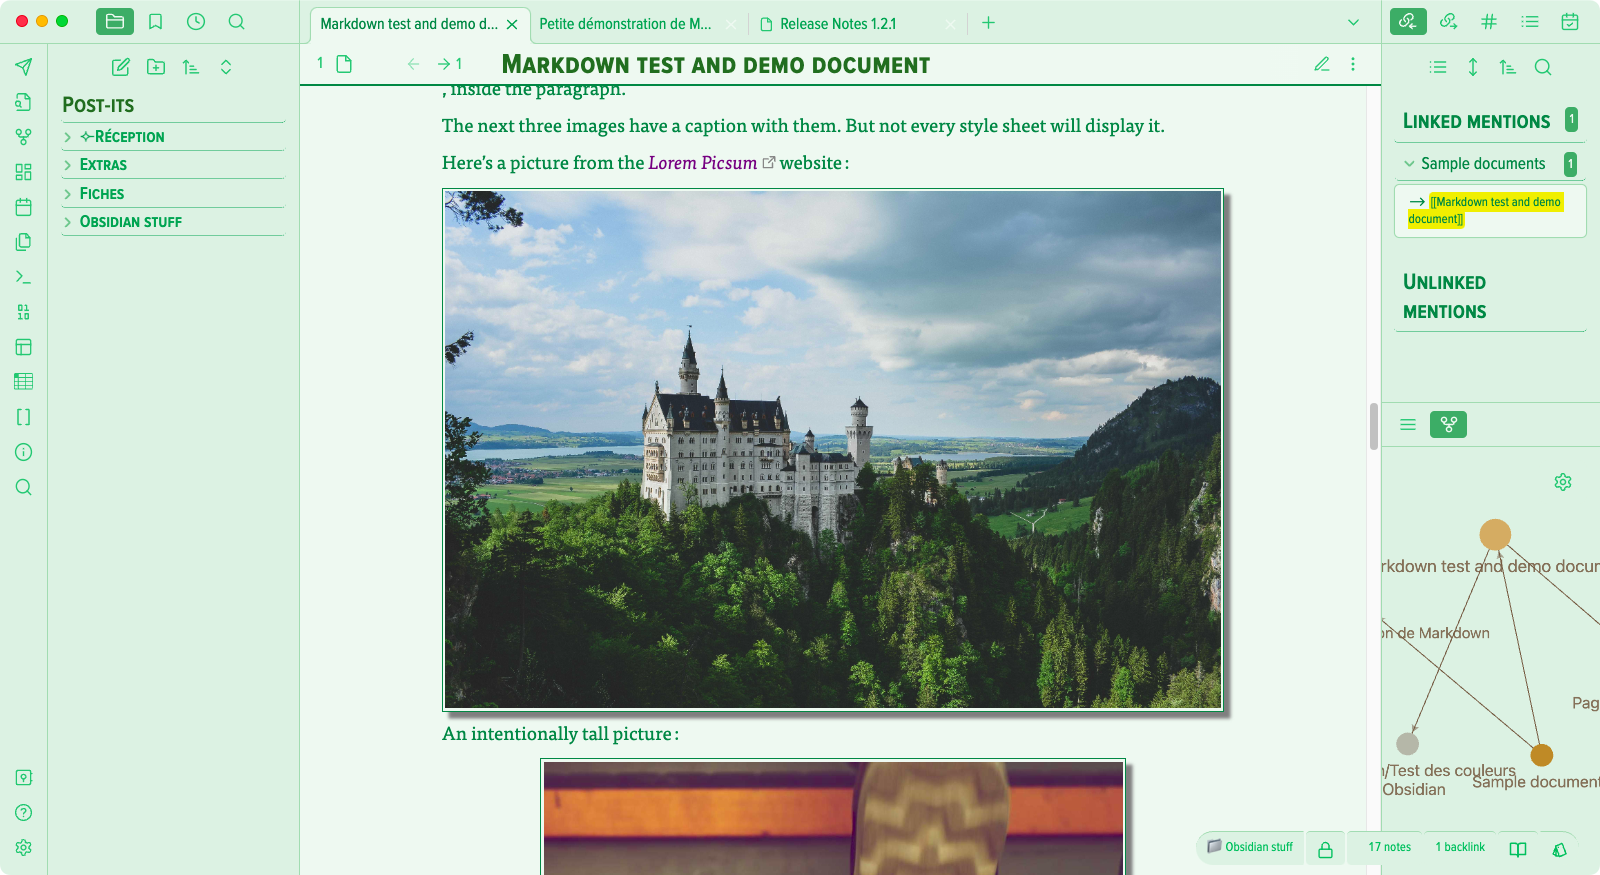 Markdown test and demo d...
Petite démonstration de M...
Release Notes 1.2.1
1
1
Markdown test and demo document
Post-its
Réception
Extras
Fiches
Obsidian stuff
, inside the paragraph.
The next three images have a caption with them. But not every style sheet will display it.
Here's a picture from the Lorem Picsum website :
An intentionally tall picture :
Linked mentions 1
Sample documents 1
[[Markdown test and demo
document]]
Unlinked
mentions
rkdown test and demo docur
on de Markdown
Pag
n/Test des couleurs
Obsidian
Sample document
Obsidian stuff
17 notes
1 backlink